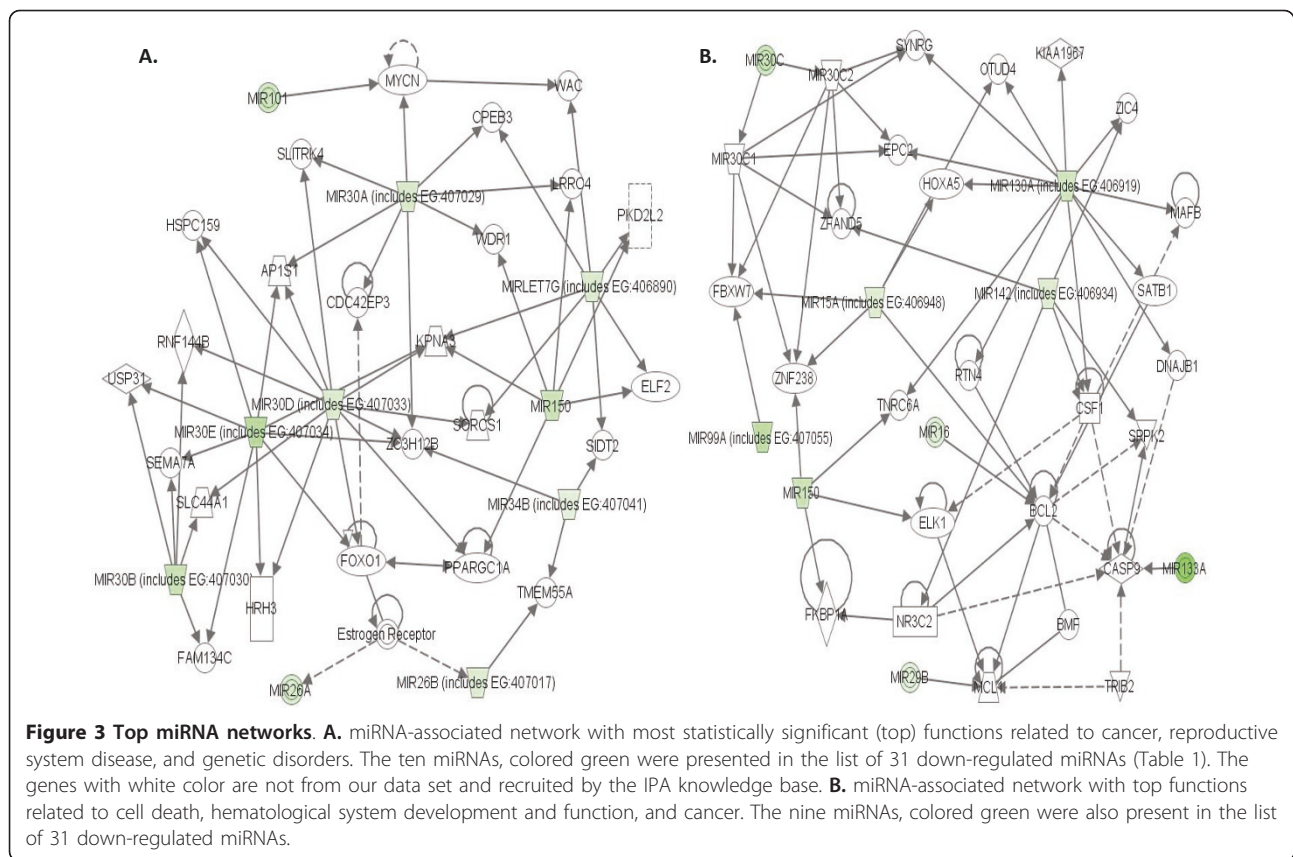 A.
MYCN
WAC
MIR101
CPEB3
SLITRK4
LRRC4
MIR30A (includes EG:407029)
PKD2L2
HSPC159
WDR1
AP1S1
MIRLET7G (includes EG:406890)
CDC42EP3
RNF144B
KPNA3
USP31
ELF2
MIR30D (includes EG:407033)
MIR150
SORCS1
MIR30E (includes EG:407034)
ZC3H12B
SIDT2
SEMA7A
SLC44A1
MIR34B (includes EG:407041)
FOXO1
PPARGC1A
MIR30B (includes EG:407030)
TMEM55A
HRH3
Estrogen Receptor
FAM134C
MIR26B (includes EG:407017)
MIR26A
B.
SYNRG
KIAA1967
MIR30C
MIR30C2
OTUD4
ZIC4
EPC2
MIR30C1
HOXA5
MIR130A (includes EG:406919)
MAFB
ZHAND5
FBXW7
MIR15A (includes EG:406948)
MIR142 (includes EG:406934)
SATB1
DNAJB1
RTN4
ZNF238
TNRC6A
CSF1
MIR16
SRPK2
MIR99A (includes EG:407055)
MIR150
BCL2
ELK1
CASP9
MIR133A
FKBP1A
NR3C2
BMF
MIR29B
MCL1
TRIB2
Figure 3 Top miRNA networks. A. miRNA-associated network with most statistically significant (top) functions related to cancer, reproductive
system disease, and genetic disorders. The ten miRNAs, colored green were presented in the list of 31 down-regulated miRNAs (Table 1). The
genes with white color are not from our data set and recruited by the IPA knowledge base. B. miRNA-associated network with top functions
related to cell death, hematological system development and function, and cancer. The nine miRNAs, colored green were also present in the list
of 31 down-regulated miRNAs.